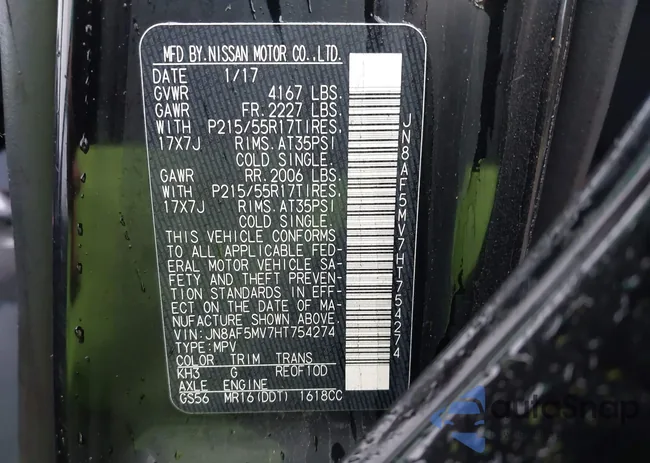 MFD BY.NISSAN MOTOR CO.,LTD.
DATE 1/17
GVWR 4167 LBS.
GAWR FR. 2227 LBS.
WITH P215/55R17TIRES,
17X7J RIMS.AT35PSI
COLD SINGLE.
GAWR RR. 2006 LBS.
WITH P215/55R17TIRES,
17X7J RIMS.AT35PSI
COLD SINGLE.
THIS VEHICLE CONFORMS
TO ALL APPLICABLE FED-
ERAL MOTOR VEHICLE SA-
FETY AND THEFT PREVEN-
TION STANDARDS IN EFF-
ECT ON THE DATE OF MA-
NUFACTURE SHOWN ABOVE.
VIN:JN8AF5MV7HT754274
TYPE:MPV
COLOR TRIM TRANS
KH3 G RE0F10D
AXLE ENGINE
GS56 MR16(DDT) 1618CC
JN8AF5MV7HT754274
autoSnap